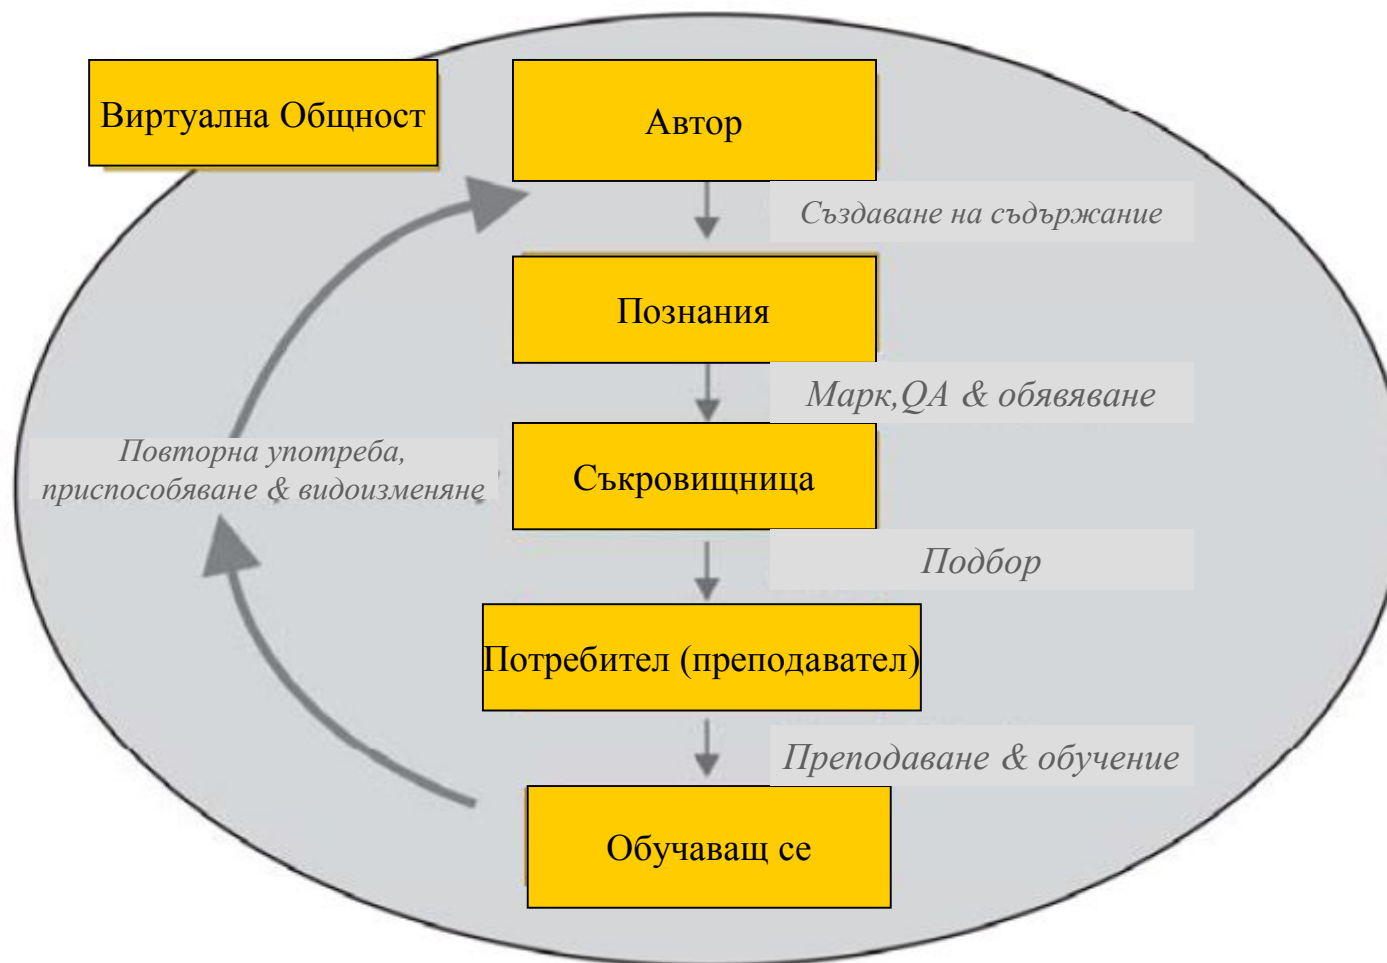 Виртуална Общност
Автор
Създаване на съдържание
Познания
Марк,QA & обявяване
Повторна употреба,
приспособяване & видоизменяне
Съкровищница
Подбор
Потребител (преподавател)
Преподаване & обучение
Обучаващ се